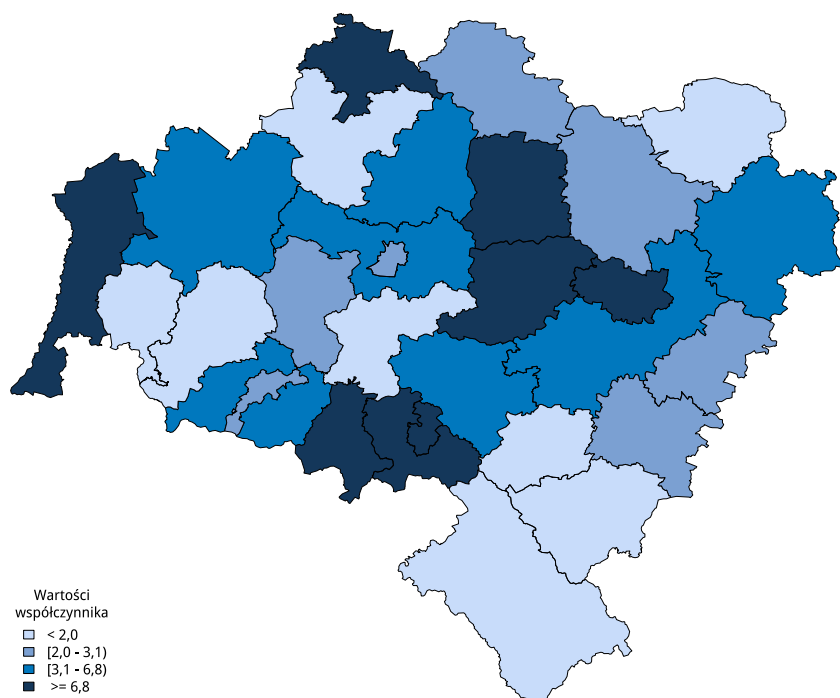 Wartości
współczynnika
< 2,0
[2,0 - 3,1)
[3,1 - 6,8)
>= 6,8